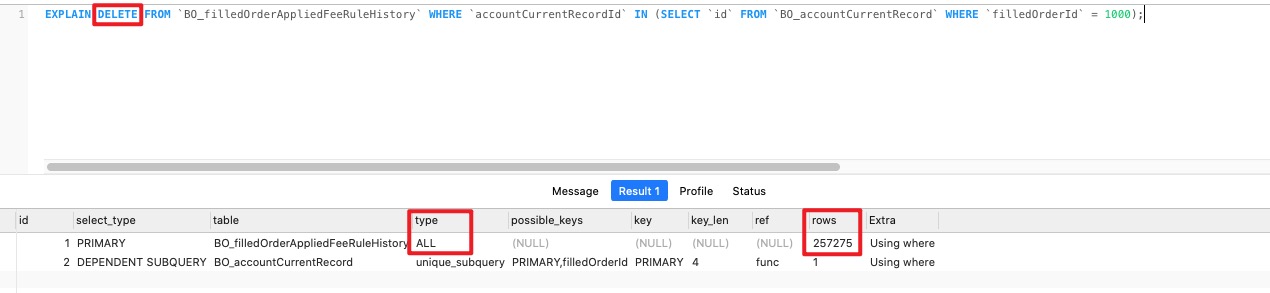 1 EXPLAIN DELETE FROM `BO_filledOrderAppliedFeeRuleHistory` WHERE `accountCurrentRecordId` IN (SELECT `id` FROM `BO_accountCurrentRecord` WHERE `filledOrderId` = 1000);
Message Result 1 Profile Status
id select_type table type possible_keys key key_len ref rows Extra
1 PRIMARY BO_filledOrderAppliedFeeRuleHistory ALL (NULL) (NULL) (NULL) (NULL) 257275 Using where
2 DEPENDENT SUBQUERY BO_accountCurrentRecord unique_subquery PRIMARY,filledOrderId PRIMARY 4 func 1 Using where